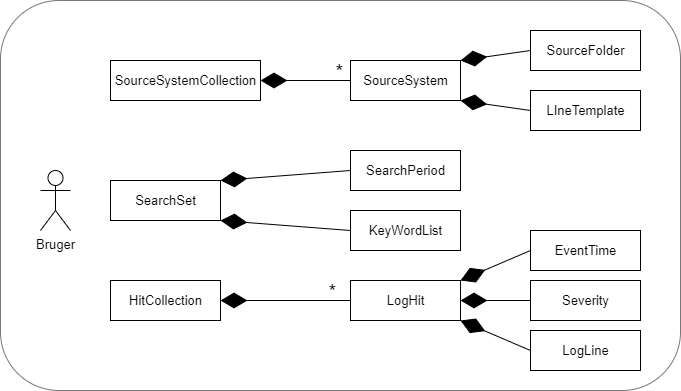 SourceFolder
SourceSystemCollection
*
SourceSystem
LIneTemplate
SearchPeriod
SearchSet
KeyWordList
Bruger
EventTime
HitCollection
*
LogHit
Severity
LogLine